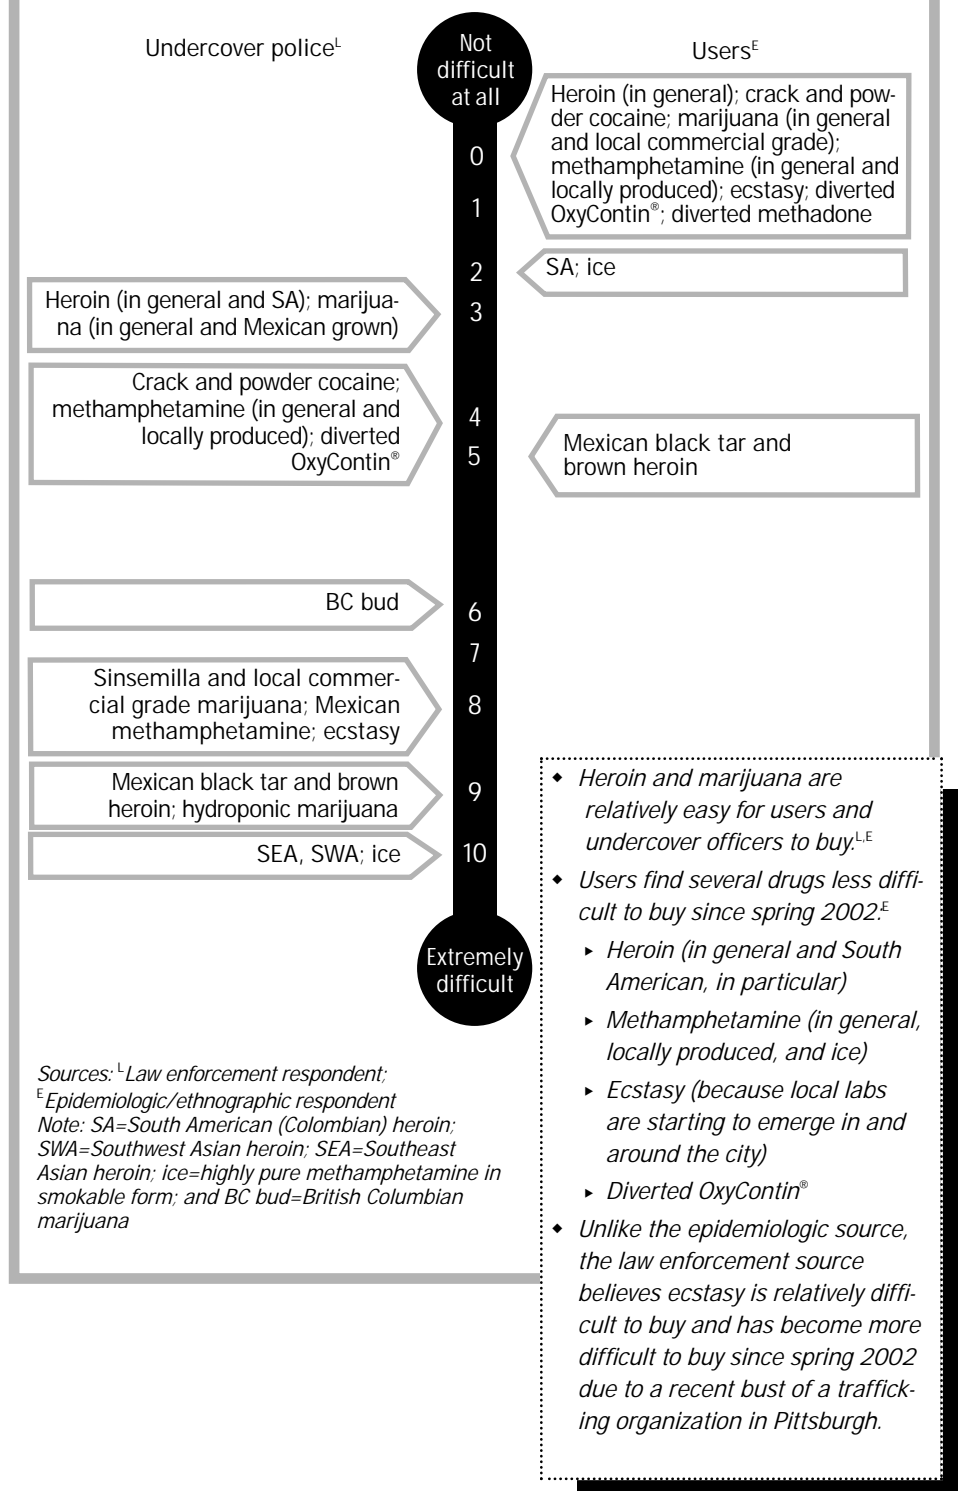 Undercover police^L
Not
difficult
at all
Users^E
Heroin (in general); crack and pow-
der cocaine; marijuana (in general
and local commercial grade);
methamphetamine (in general and
locally produced); ecstasy; diverted
OxyContin®; diverted methadone
0
1
SA; ice
2
Heroin (in general and SA); marijua-
na (in general and Mexican grown)
3
Crack and powder cocaine;
methamphetamine (in general and
locally produced); diverted
OxyContin®
4
5
Mexican black tar and
brown heroin
BC bud
6
7
Sinsemilla and local commer-
cial grade marijuana; Mexican
methamphetamine; ecstasy
8
Mexican black tar and brown
heroin; hydroponic marijuana
9
SEA, SWA; ice
10
Extremely
difficult
Sources: ^L Law enforcement respondent;
^E Epidemiologic/ethnographic respondent
Note: SA=South American (Colombian) heroin;
SWA=Southwest Asian heroin; SEA=Southeast
Asian heroin; ice=highly pure methamphetamine in
smokable form; and BC bud=British Columbian
marijuana
◆ Heroin and marijuana are
relatively easy for users and
undercover officers to buy.^L,E
◆ Users find several drugs less diffi-
cult to buy since spring 2002:^E
▸ Heroin (in general and South
American, in particular)
▸ Methamphetamine (in general,
locally produced, and ice)
▸ Ecstasy (because local labs
are starting to emerge in and
around the city)
▸ Diverted OxyContin®
◆ Unlike the epidemiologic source,
the law enforcement source
believes ecstasy is relatively diffi-
cult to buy and has become more
difficult to buy since spring 2002
due to a recent bust of a traffick-
ing organization in Pittsburgh.